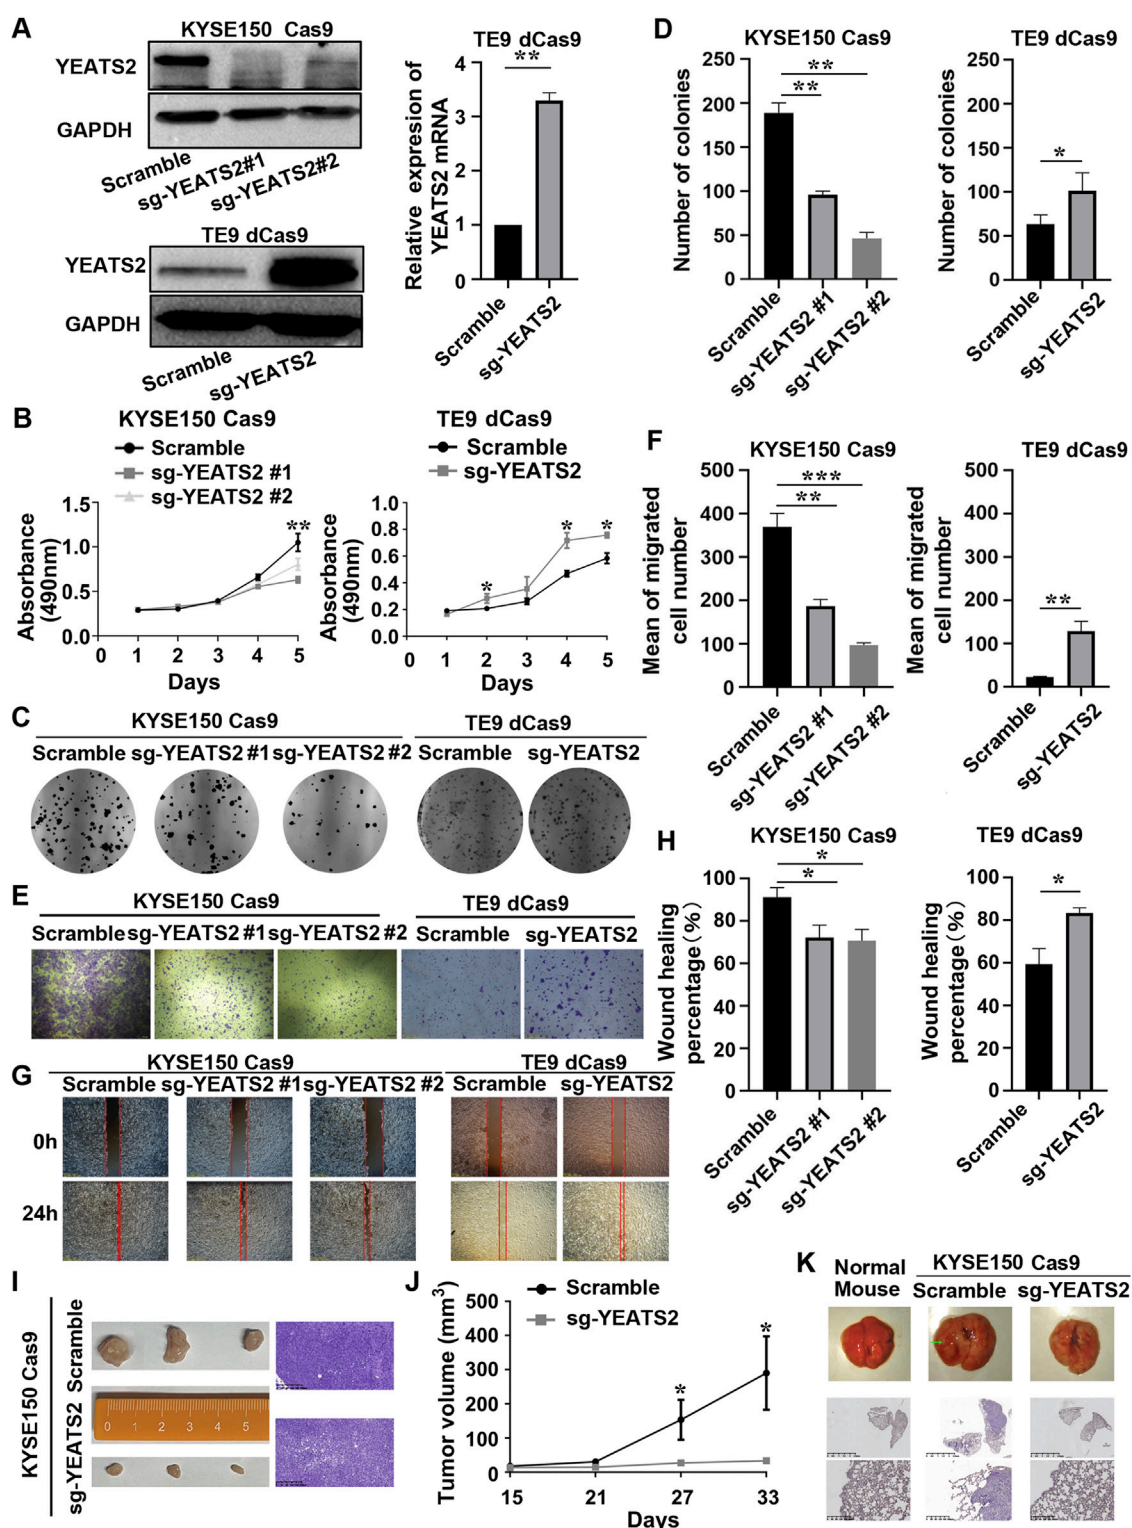 A
KYSE150 Cas9
YEATS2
GAPDH
Scramble
sg-YEATS2#1
sg-YEATS2#2
TE9 dCas9
YEATS2
GAPDH
Scramble
sg-YEATS2
TE9 dCas9
**
Relative expresion of
YEATS2 mRNA
4
3
2
1
0
Scramble
sg-YEATS2
D
KYSE150 Cas9
**
**
Number of colonies
250
200
150
100
50
0
Scramble
sg-YEATS2 #1
sg-YEATS2 #2
TE9 dCas9
*
Number of colonies
250
200
150
100
50
0
Scramble
sg-YEATS2
B
KYSE150 Cas9
Scramble
sg-YEATS2 #1
sg-YEATS2 #2
**
Absorbance
(490nm)
1.5
1.0
0.5
0.0
0 1 2 3 4 5
Days
TE9 dCas9
Scramble
sg-YEATS2
* * *
Absorbance
(490nm)
1.0
0.8
0.6
0.4
0.2
0.0
0 1 2 3 4 5
Days
F
KYSE150 Cas9
***
**
Mean of migrated
cell number
500
400
300
200
100
0
Scramble
sg-YEATS2 #1
sg-YEATS2 #2
TE9 dCas9
**
Mean of migrated
cell number
500
400
300
200
100
0
Scramble
sg-YEATS2
C
KYSE150 Cas9 TE9 dCas9
Scramble sg-YEATS2 #1 sg-YEATS2 #2 Scramble sg-YEATS2
E
KYSE150 Cas9 TE9 dCas9
Scramble sg-YEATS2 #1 sg-YEATS2 #2 Scramble sg-YEATS2
H
KYSE150 Cas9
*
*
Wound healing
percentage(%)
100
80
60
40
20
0
Scramble
sg-YEATS2 #1
sg-YEATS2 #2
TE9 dCas9
*
Wound healing
percentage(%)
100
80
60
40
20
0
Scramble
sg-YEATS2
G
KYSE150 Cas9 TE9 dCas9
Scramble sg-YEATS2 #1 sg-YEATS2 #2 Scramble sg-YEATS2
0h
24h
I
KYSE150 Cas9
sg-YEATS2 Scramble
0 1 2 3 4 5
J
Scramble
sg-YEATS2
* *
Tumor volume (mm³)
500
400
300
200
100
0
15 21 27 33
Days
K
Normal
Mouse
KYSE150 Cas9
Scramble sg-YEATS2